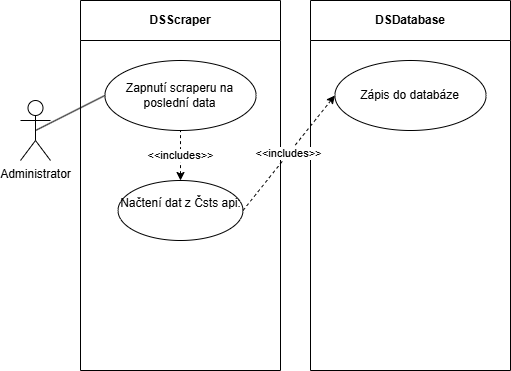 DSScraper
DSDatabase
Zapnutí scraperu na
poslední data
Zápis do databáze
<<includes>>
<<includes>>
Administrator
Načtení dat z Čsts api.